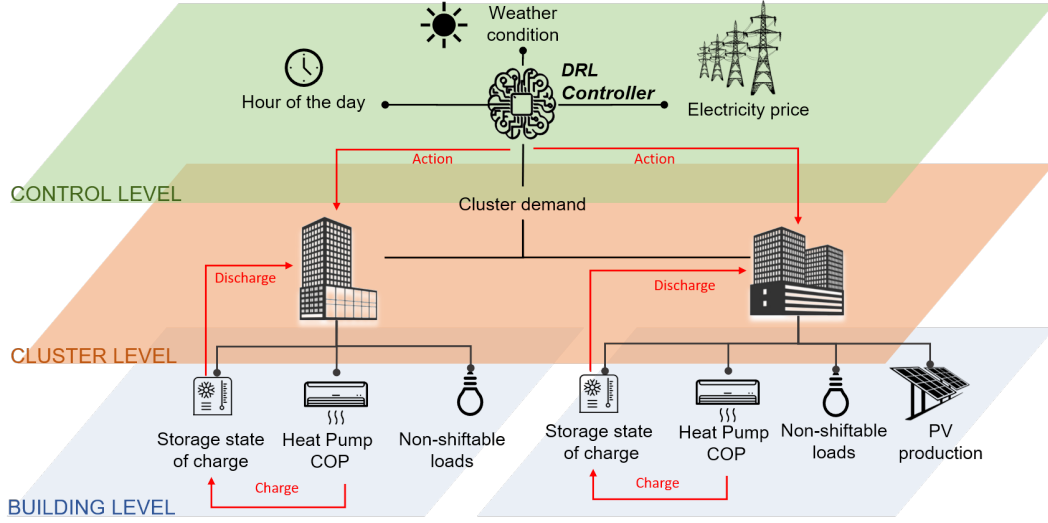 Weather
condition
DRL
Controller
Hour of the day
Electricity price
Action
Action
CONTROL LEVEL
Cluster demand
Discharge
Discharge
CLUSTER LEVEL
Storage state
of charge
Heat Pump
COP
Non-shiftable
loads
Storage state
of charge
Heat Pump
COP
Non-shiftable
loads
PV
production
Charge
Charge
BUILDING LEVEL